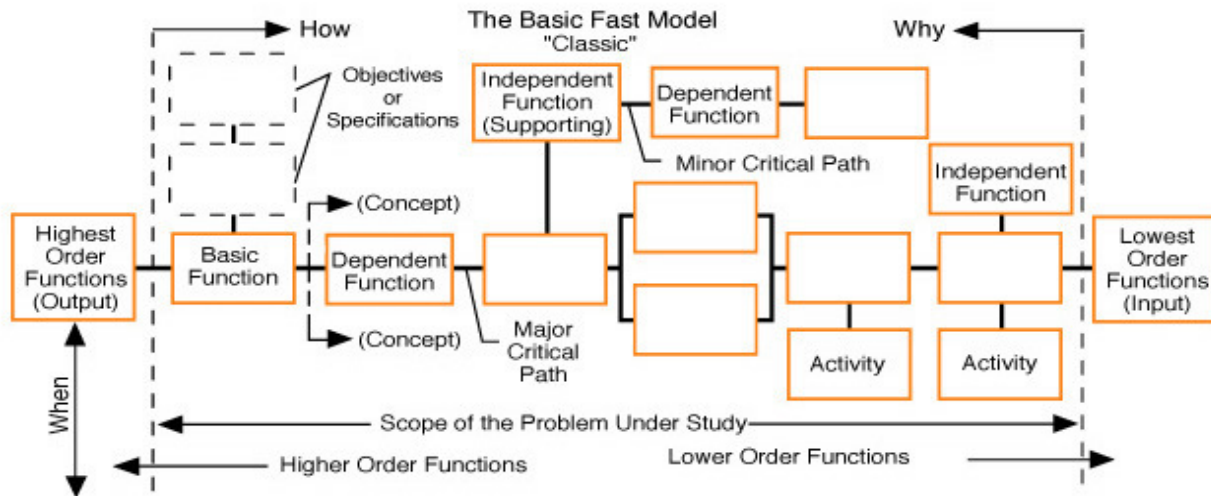 The Basic Fast Model
"Classic"
How
Why
Objectives
or
Specifications
Independent
Function
(Supporting)
Dependent
Function
Minor Critical Path
Independent
Function
(Concept)
Highest
Order
Functions
(Output)
Basic
Function
Dependent
Function
Lowest
Order
Functions
(Input)
(Concept)
Major
Critical
Path
Activity
Activity
When
Scope of the Problem Under Study
Higher Order Functions
Lower Order Functions